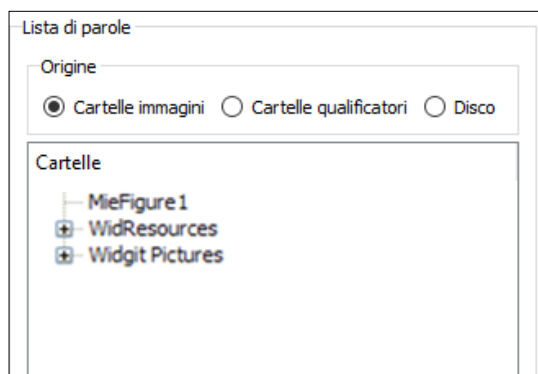 Lista di parole
Origine
Cartelle immagini Cartelle qualificatori Disco
Cartelle
MieFigure1
WidResources
Widgit Pictures